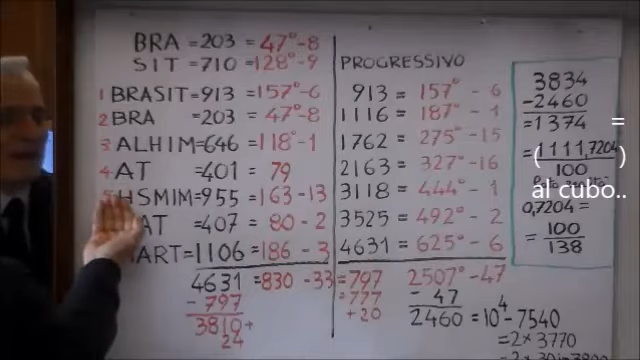 BRA = 203 = 47° - 8
SIT = 710 = 128° - 9
1 BRASIT = 913 = 157° - 6
2 BRA = 203 = 47° - 8
3 ALHIM = 646 = 118° - 1
4 AT = 401 = 79
HSMIM = 955 = 163 - 13
AT = 407 = 80 - 2
ART = 1106 = 186 - 3
4631 = 830 - 33 = 797
- 797 = 777
3810 + + 20
24
PROGRESSIVO
913 = 157° - 6
1116 = 187° - 1
1762 = 275° - 15
2163 = 327° - 16
3118 = 444° - 1
3525 = 492° - 2
4631 = 625° - 6
2507° - 47
- 47
2460 = 10⁴ - 7540
= 2 × 3770
3834
- 2460
= 1374
= (1111,7204)
100
al cubo..
0,7204 =
= 100
138